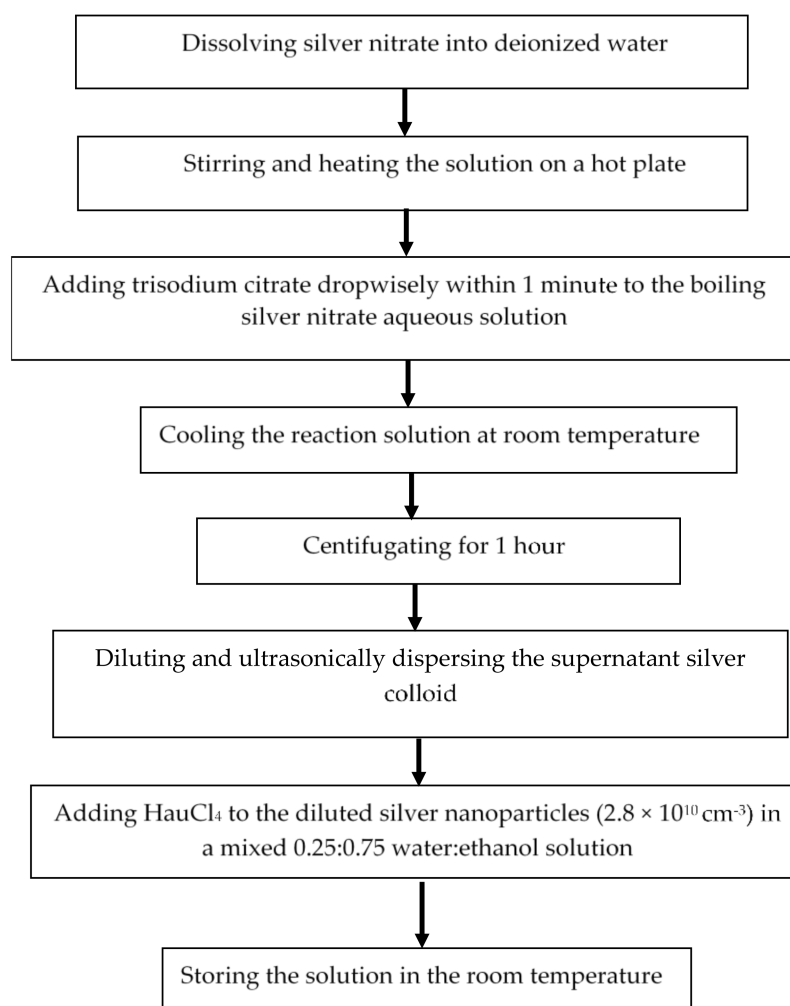 Dissolving silver nitrate into deionized water
Stirring and heating the solution on a hot plate
Adding trisodium citrate dropwisely within 1 minute to the boiling
silver nitrate aqueous solution
Cooling the reaction solution at room temperature
Centifugating for 1 hour
Diluting and ultrasonically dispersing the supernatant silver
colloid
Adding HauCl₄ to the diluted silver nanoparticles (2.8 × 10¹⁰ cm⁻³) in
a mixed 0.25:0.75 water:ethanol solution
Storing the solution in the room temperature